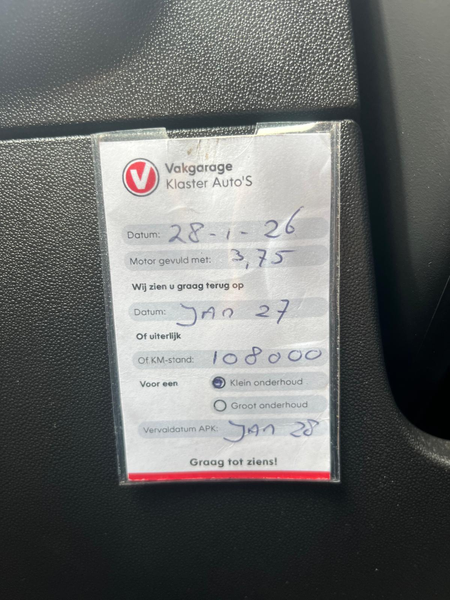 V Vakgarage
Klaster Auto'S
Datum: 28-1-26
Motor gevuld met: 3,75
Wij zien u graag terug op
Datum: JAN 27
Of uiterlijk
Of KM-stand: 108000
Voor een Klein onderhoud
Groot onderhoud
Vervaldatum APK: JAN 28
Graag tot ziens!